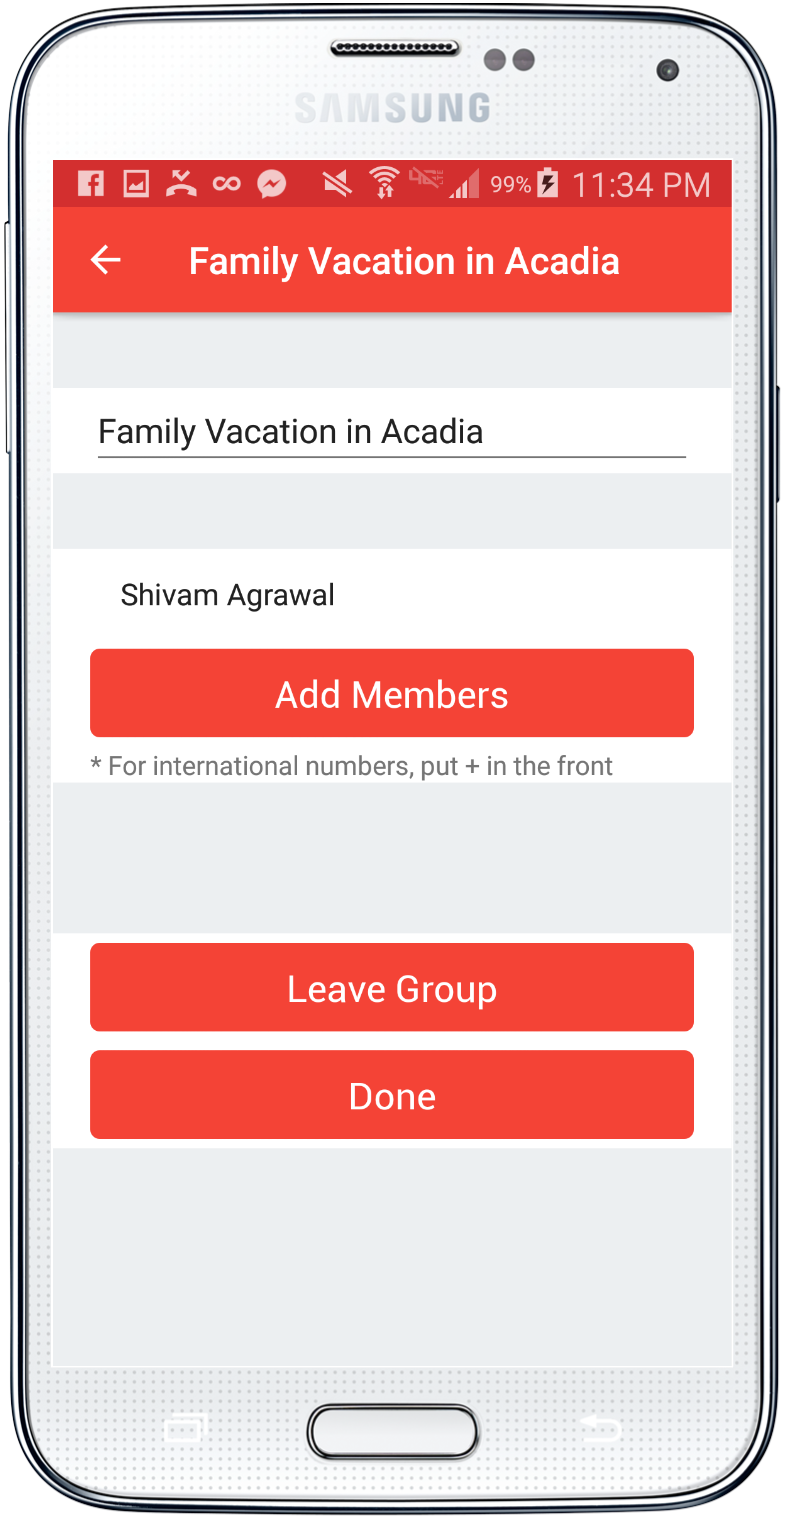 SAMSUNG
99% 11:34 PM
Family Vacation in Acadia
Family Vacation in Acadia
Shivam Agrawal
Add Members
* For international numbers, put + in the front
Leave Group
Done